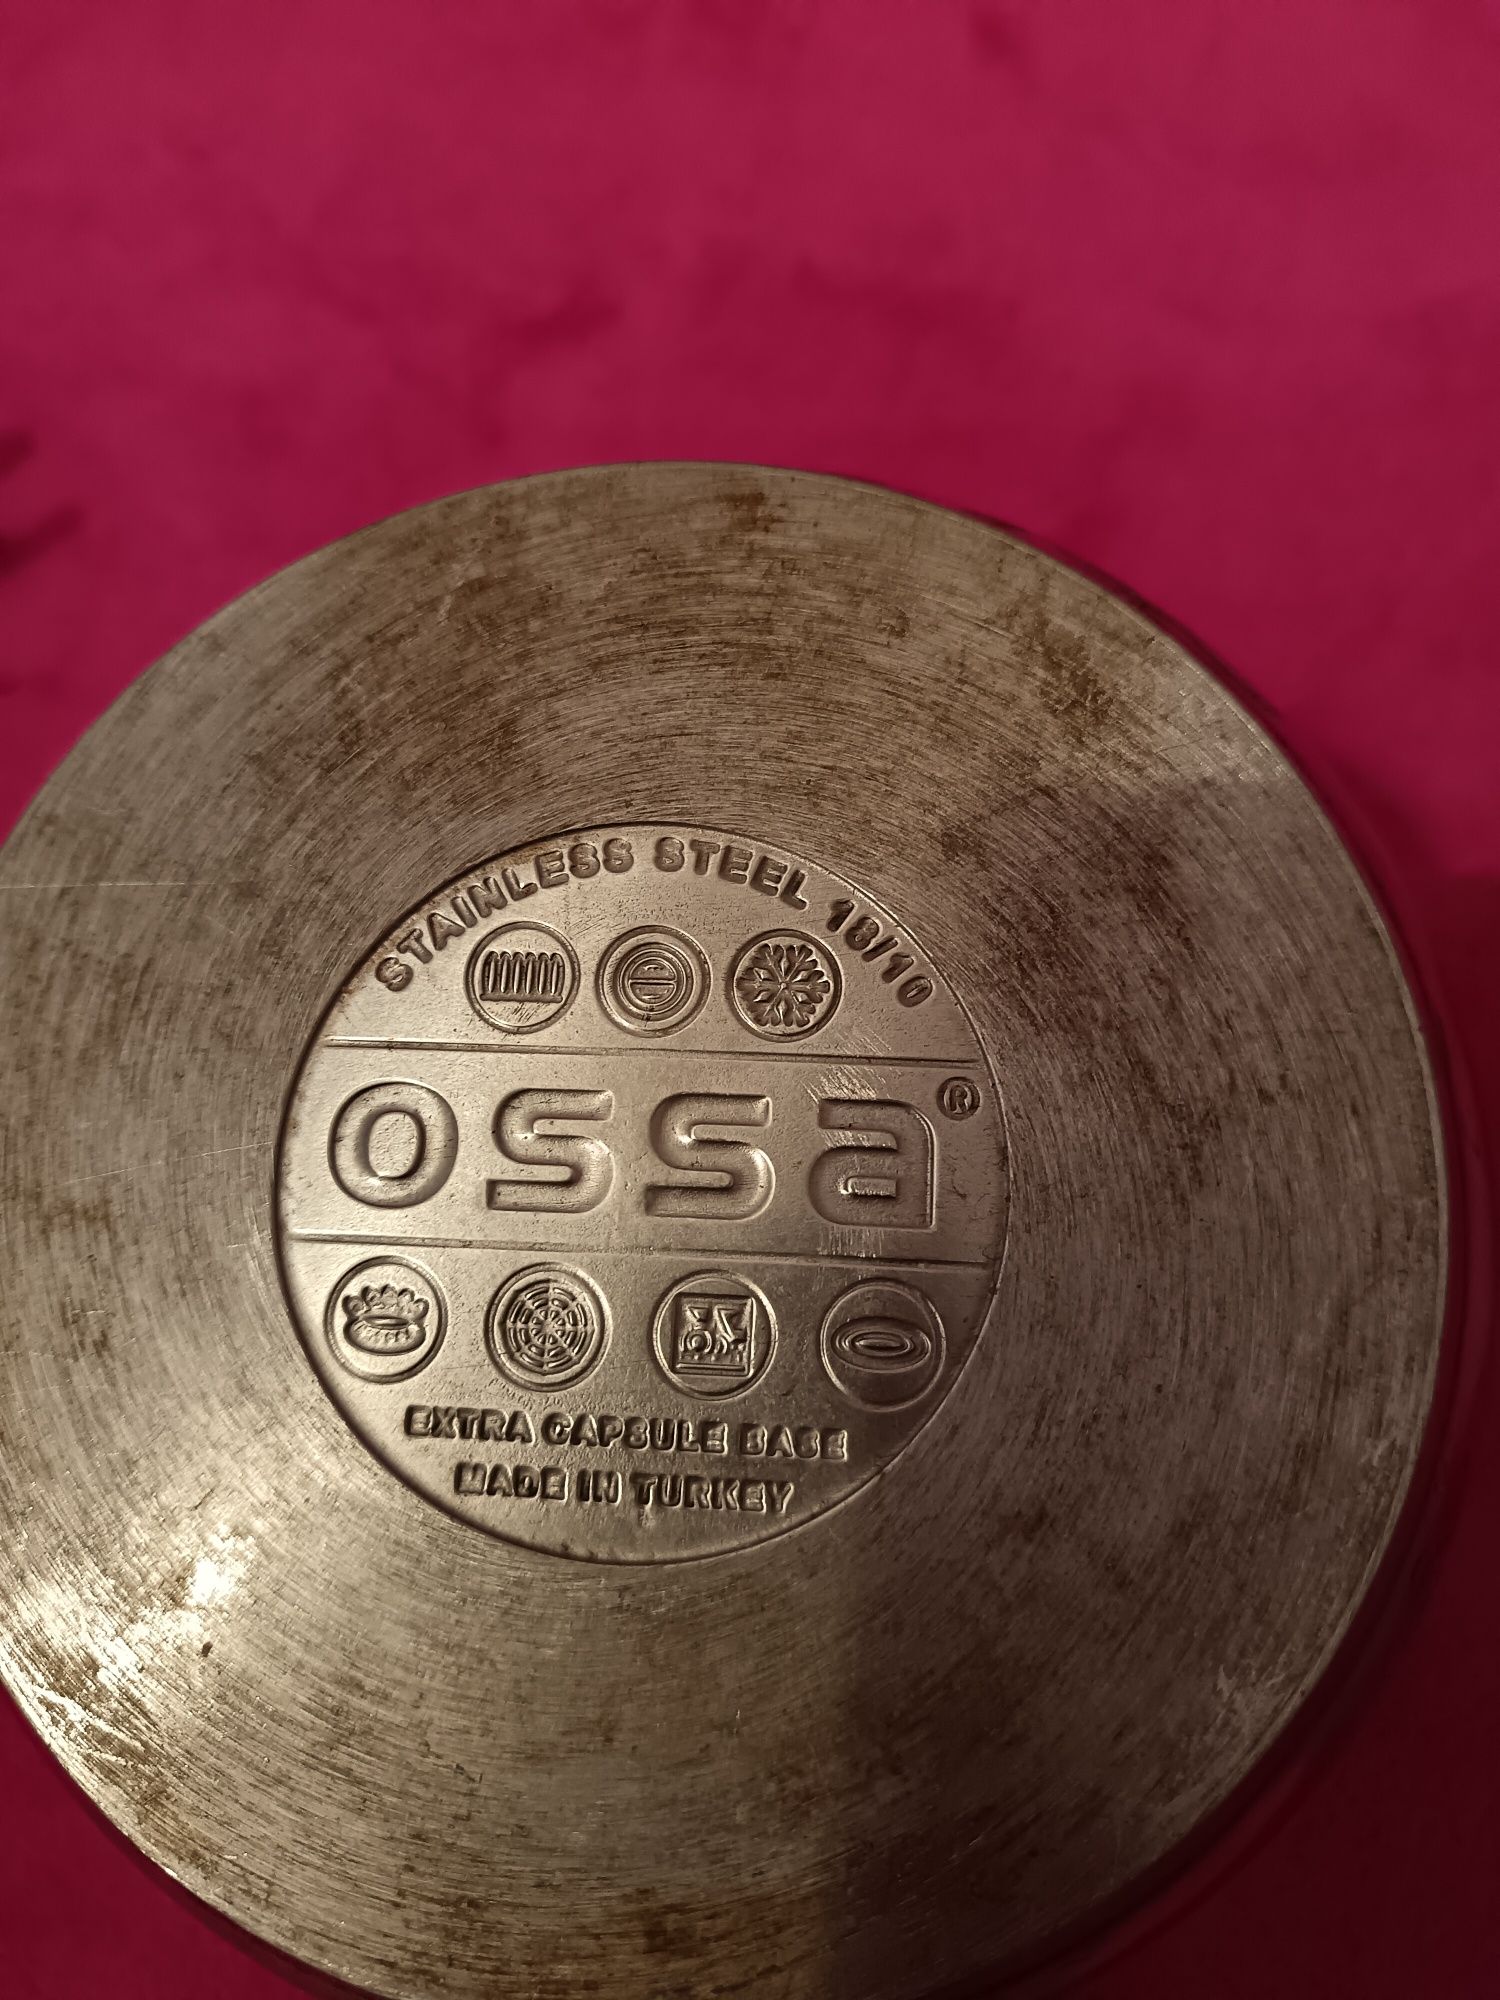 STAINLESS STEEL 18/10
ossa®
EXTRA CAPSULE BASE
MADE IN TURKEY